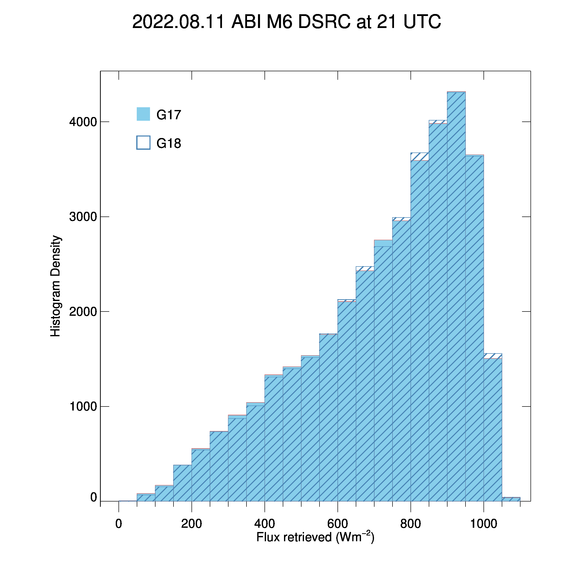 2022.08.11 ABI M6 DSRC at 21 UTC
G17
G18
4000
3000
2000
1000
0
Histogram Density
0 200 400 600 800 1000
Flux retrieved (Wm⁻²)